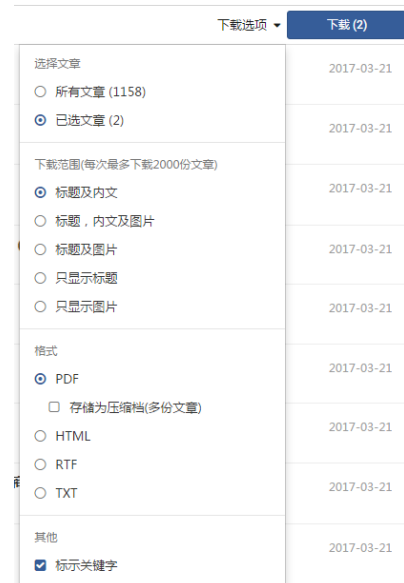 下载选项 下载 (2)
选择文章
所有文章 (1158)
2017-03-21
已选文章 (2)
2017-03-21
下载范围(每次最多下载2000份文章)
标题及内文
2017-03-21
标题，内文及图片
标题及图片
2017-03-21
只显示标题
只显示图片
2017-03-21
格式
PDF
2017-03-21
存储为压缩档(多份文章)
HTML
2017-03-21
RTF
TXT
2017-03-21
其他
2017-03-21
标示关键字